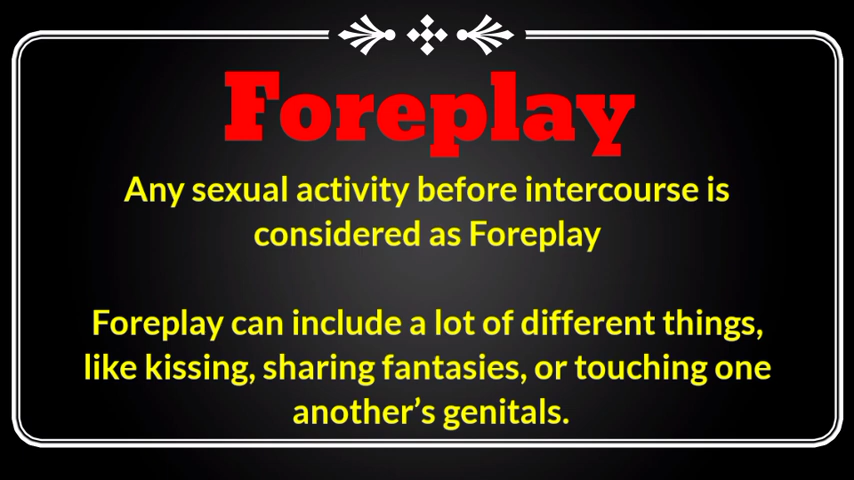 Foreplay
Any sexual activity before intercourse is
considered as Foreplay
Foreplay can include a lot of different things,
like kissing, sharing fantasies, or touching one
another’s genitals.